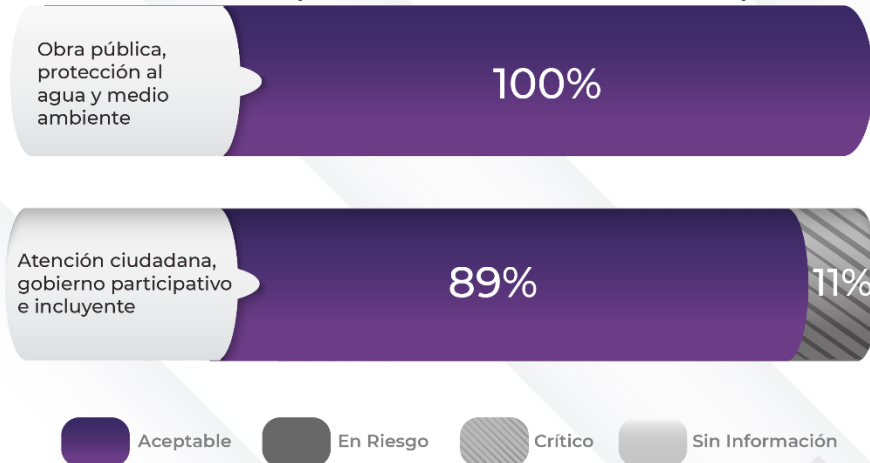 Obra pública,
protección al
agua y medio
ambiente
100%
Atención ciudadana,
gobierno participativo
e incluyente
89%
11%
Aceptable
En Riesgo
Crítico
Sin Información